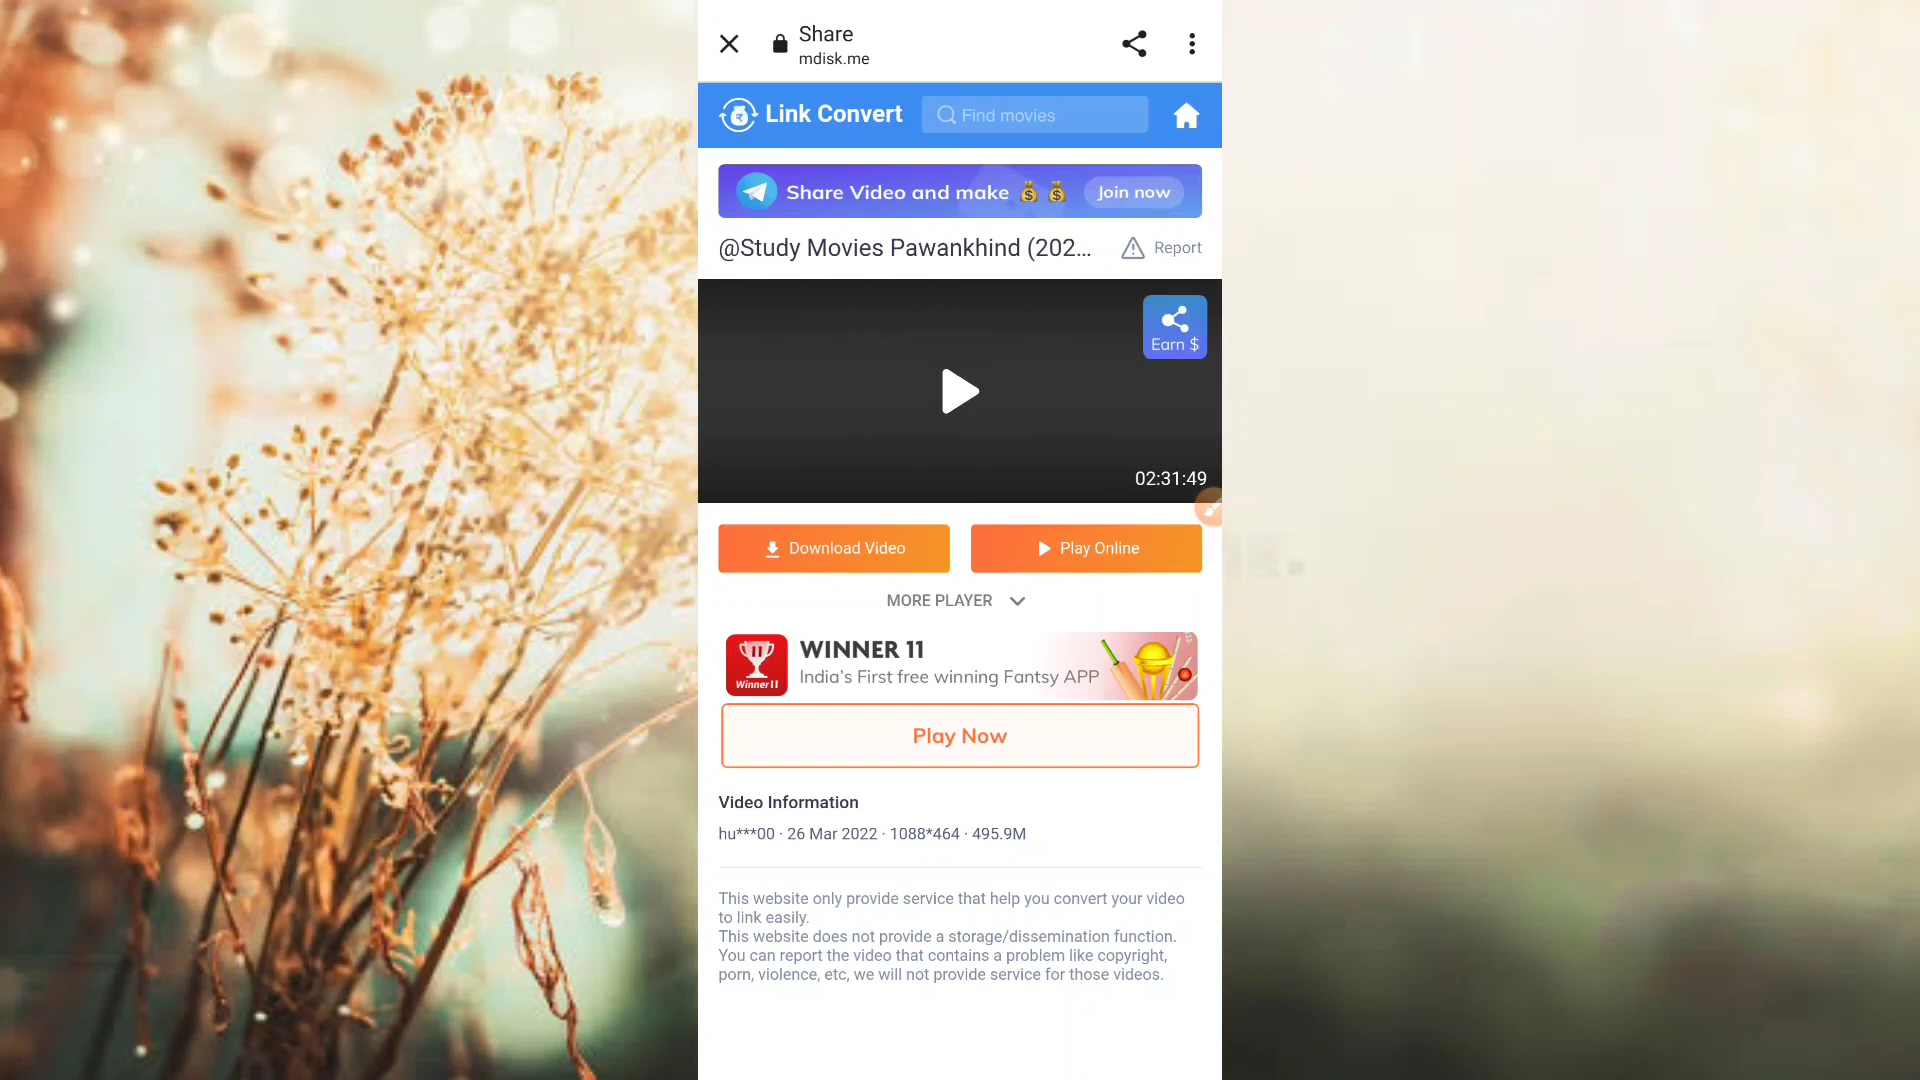 Share
mdisk.me
Link Convert
Find movies
Share Video and make
Join now
@Study Movies Pawankhind (202...
Report
Earn $
02:31:49
Download Video
Play Online
MORE PLAYER
WINNER 11
India's First free winning Fantsy APP
Winner11
Play Now
Video Information
hu***00 · 26 Mar 2022 · 1088*464 · 495.9M
This website only provide service that help you convert your video
to link easily.
This website does not provide a storage/dissemination function.
You can report the video that contains a problem like copyright,
porn, violence, etc, we will not provide service for those videos.